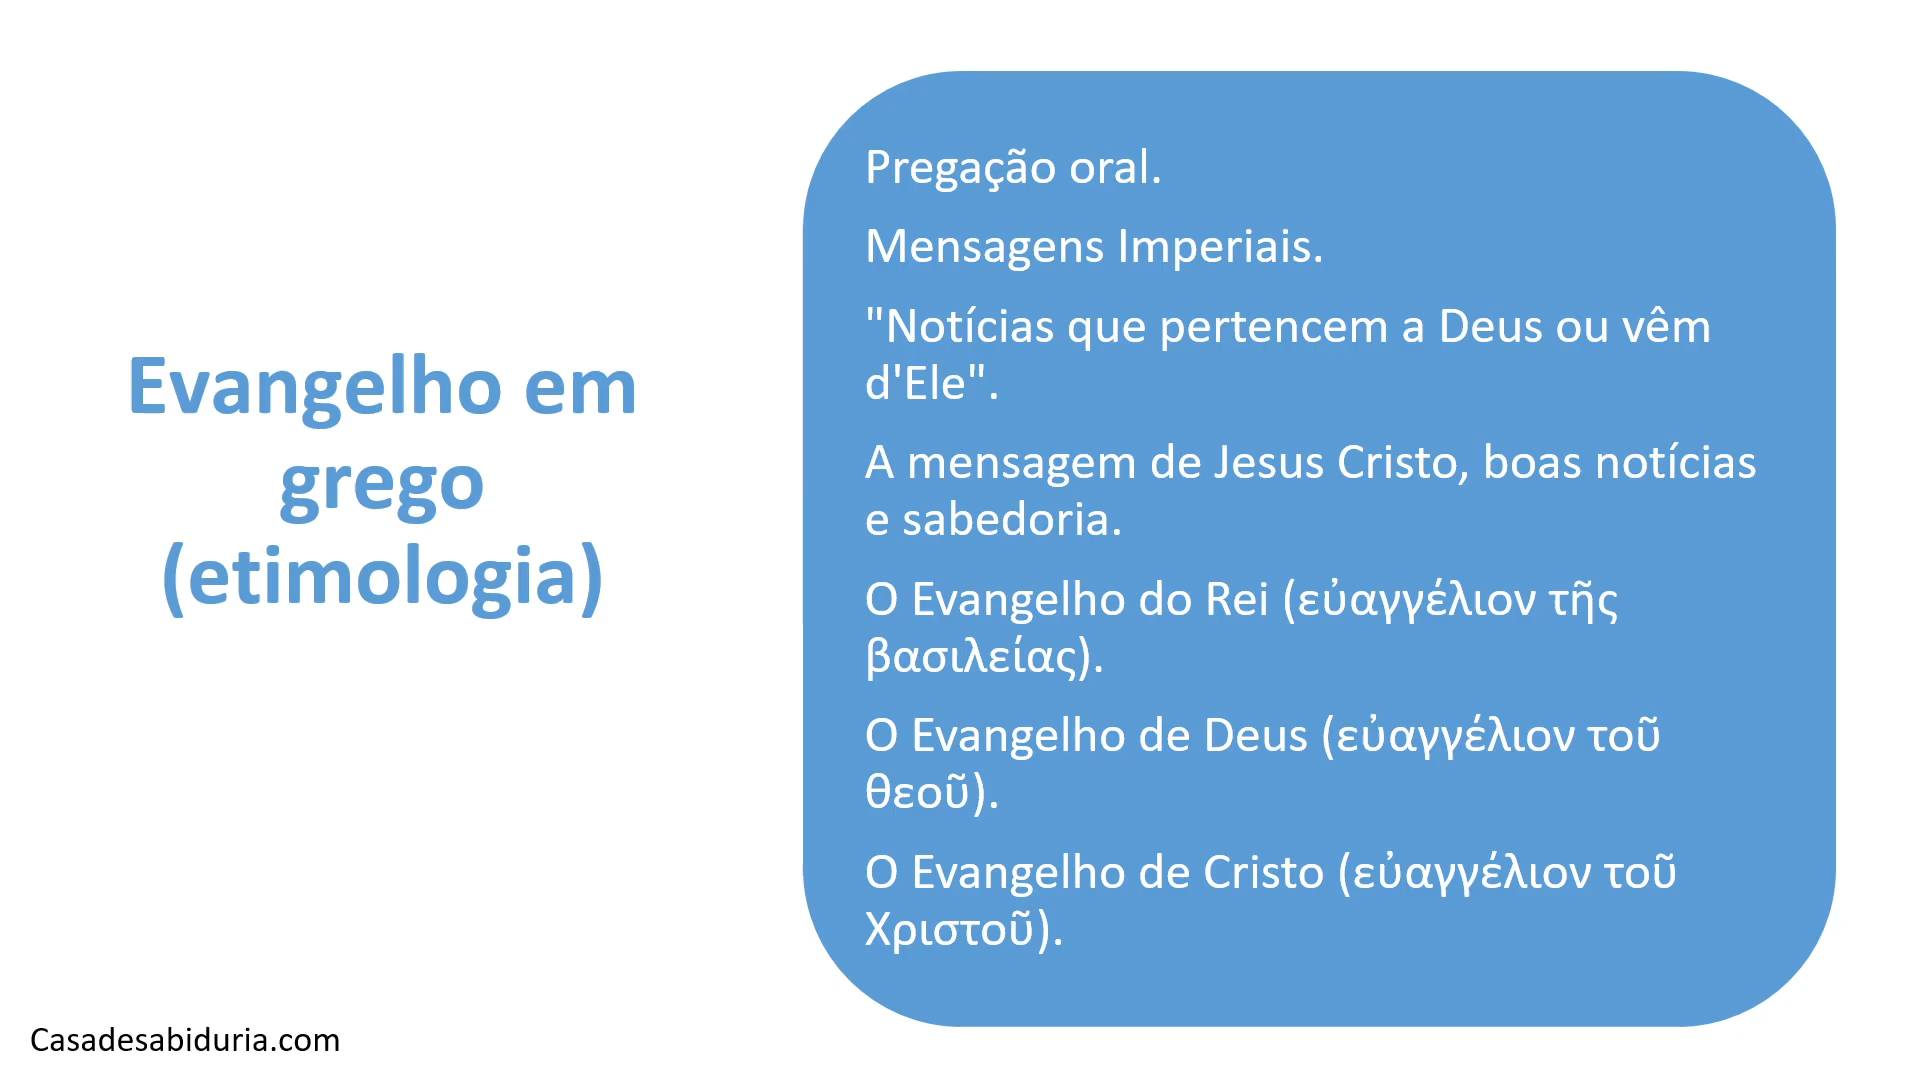 Evangelho em
grego
(etimologia)
Pregação oral.
Mensagens Imperiais.
"Notícias que pertencem a Deus ou vêm
d'Ele".
A mensagem de Jesus Cristo, boas notícias
e sabedoria.
O Evangelho do Rei (εὐαγγέλιον τῆς
βασιλείας).
O Evangelho de Deus (εὐαγγέλιον τοῦ
θεοῦ).
O Evangelho de Cristo (εὐαγγέλιον τοῦ
Χριστοῦ).
Casadesabiduria.com